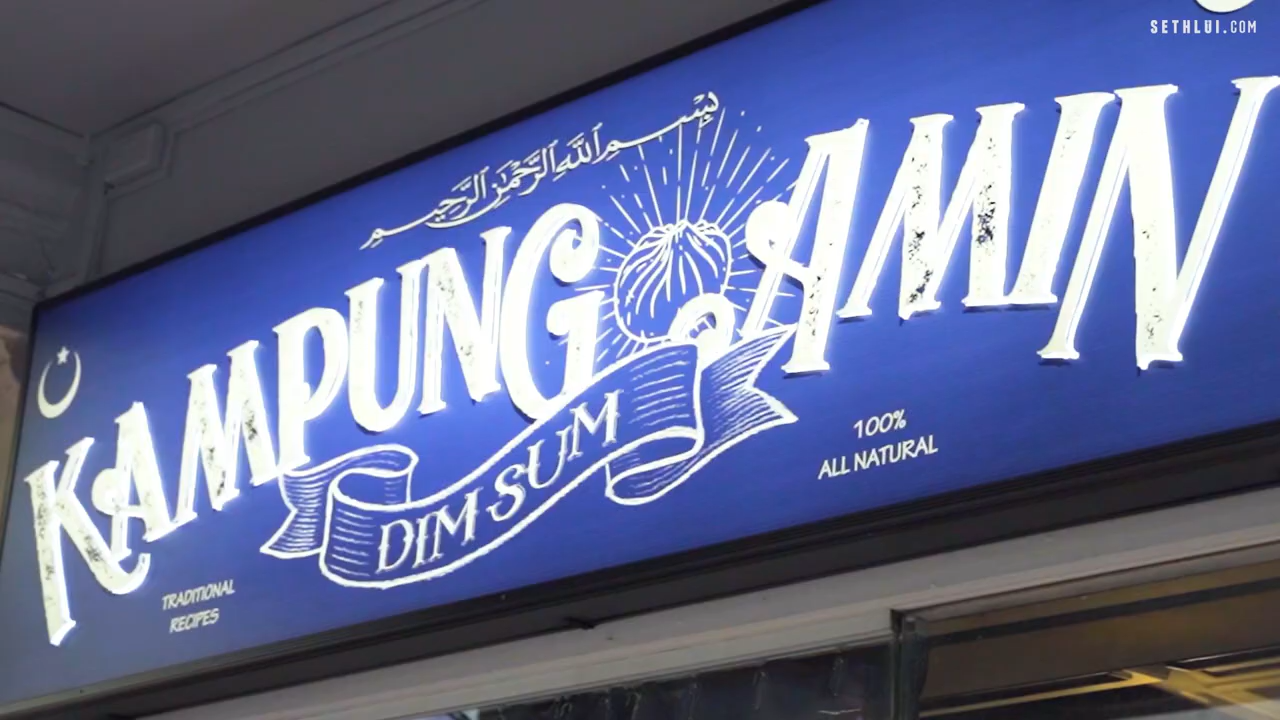 SETHLUI.COM
بسم الله الرحمن الرحيم
KAMPUNG AMIN
DIM SUM
100%
ALL NATURAL
TRADITIONAL
RECIPES